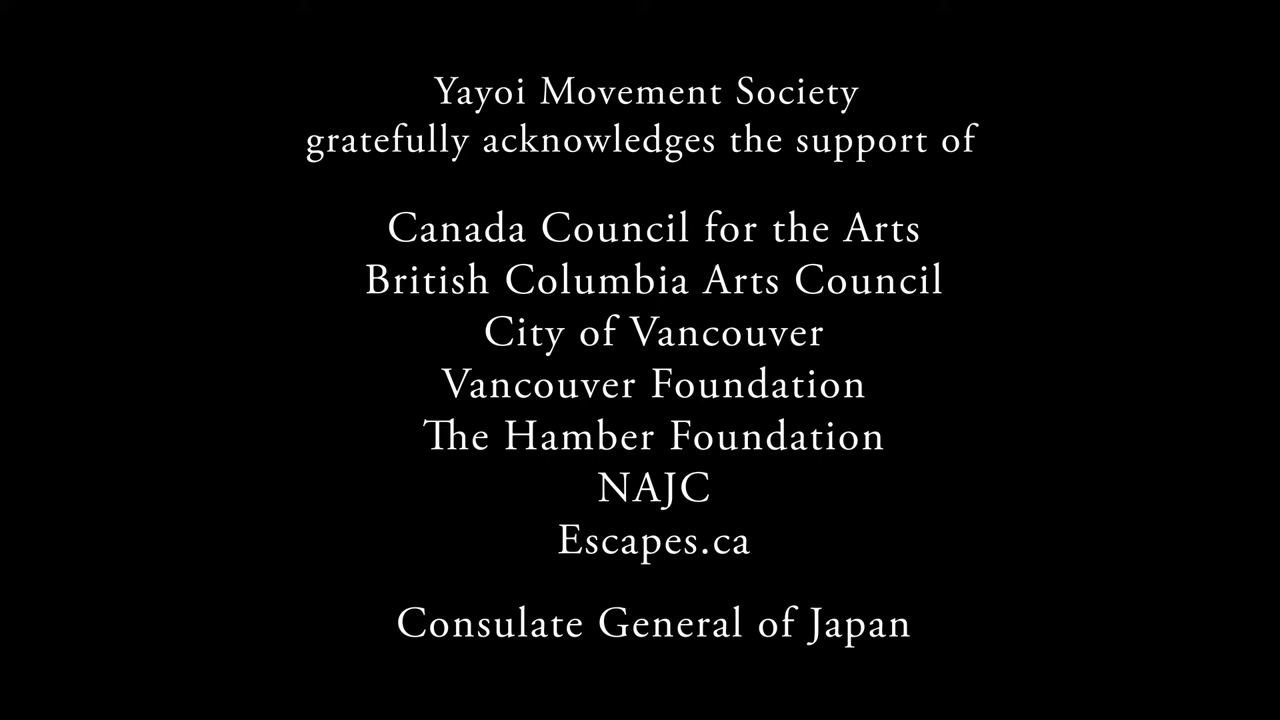 Yayoi Movement Society
gratefully acknowledges the support of
Canada Council for the Arts
British Columbia Arts Council
City of Vancouver
Vancouver Foundation
The Hamber Foundation
NAJC
Escapes.ca
Consulate General of Japan